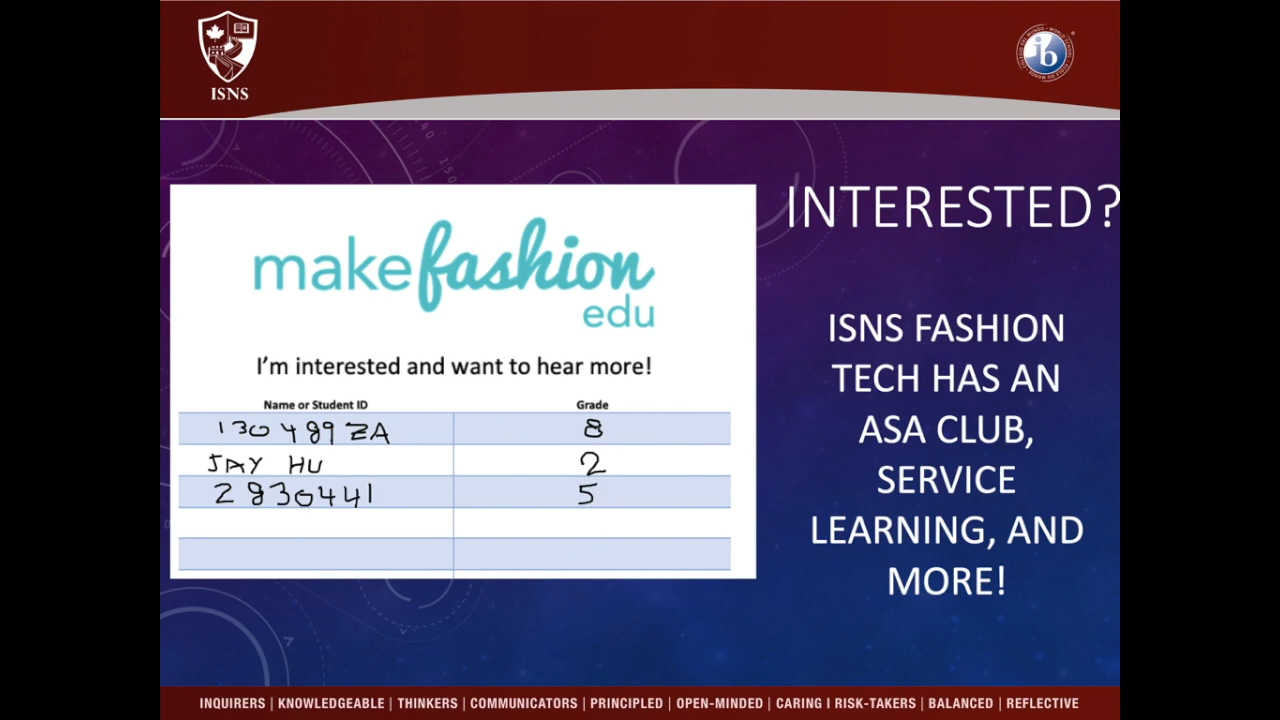 ISNS
ib
INTERESTED?
make fashion
edu
I'm interested and want to hear more!
Name or Student ID Grade
130489ZA 8
JAY HU 2
2830441 5
ISNS FASHION
TECH HAS AN
ASA CLUB,
SERVICE
LEARNING, AND
MORE!
INQUIRERS | KNOWLEDGEABLE | THINKERS | COMMUNICATORS | PRINCIPLED | OPEN-MINDED | CARING I RISK-TAKERS | BALANCED | REFLECTIVE